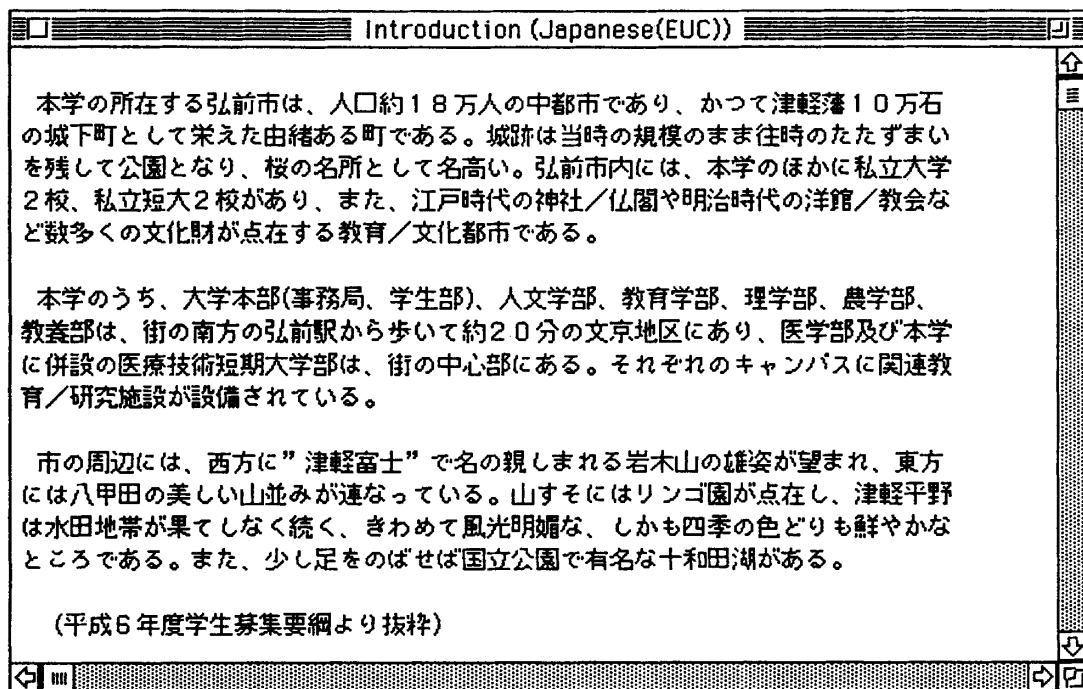 Introduction (Japanese(EUC))
本学の所在する弘前市は、人口約１８万人の中都市であり、かつて津軽藩１０万石
の城下町として栄えた由緒ある町である。城跡は当時の規模のまま往時のたたずまい
を残して公園となり、桜の名所として名高い。弘前市内には、本学のほかに私立大学
２校、私立短大２校があり、また、江戸時代の神社／仏閣や明治時代の洋館／教会な
ど数多くの文化財が点在する教育／文化都市である。
本学のうち、大学本部(事務局、学生部)、人文学部、教育学部、理学部、農学部、
教養部は、街の南方の弘前駅から歩いて約２０分の文京地区にあり、医学部及び本学
に併設の医療技術短期大学部は、街の中心部にある。それぞれのキャンパスに関連教
育／研究施設が設備されている。
市の周辺には、西方に”津軽富士”で名の親しまれる岩木山の雄姿が望まれ、東方
には八甲田の美しい山並みが連なっている。山すそにはリンゴ園が点在し、津軽平野
は水田地帯が果てしなく続く、きわめて風光明媚な、しかも四季の色どりも鮮やかな
ところである。また、少し足をのばせば国立公園で有名な十和田湖がある。
(平成６年度学生募集要綱より抜粋)